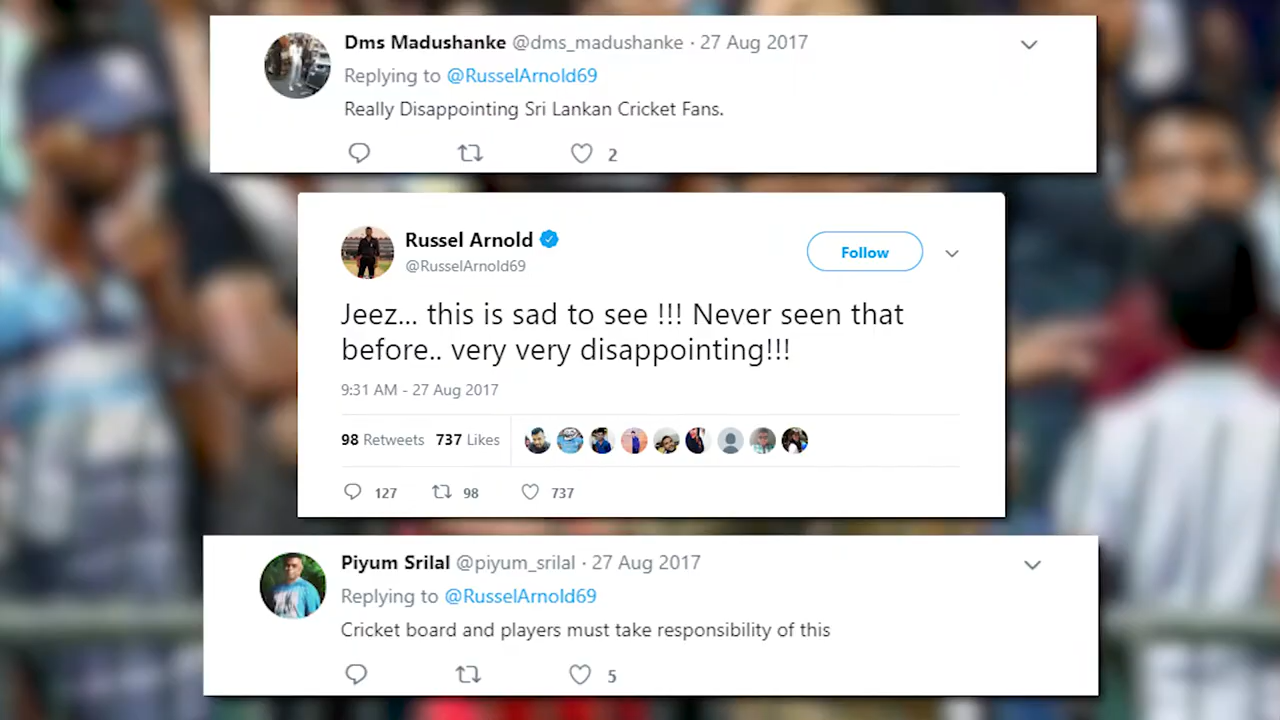 Dms Madushanke @dms_madushanke · 27 Aug 2017
Replying to @RusselArnold69
Really Disappointing Sri Lankan Cricket Fans.
2
Russel Arnold
@RusselArnold69
Follow
Jeez... this is sad to see !!! Never seen that
before.. very very disappointing!!!
9:31 AM - 27 Aug 2017
98 Retweets 737 Likes
127 98 737
Piyum Srilal @piyum_srilal · 27 Aug 2017
Replying to @RusselArnold69
Cricket board and players must take responsibility of this
5